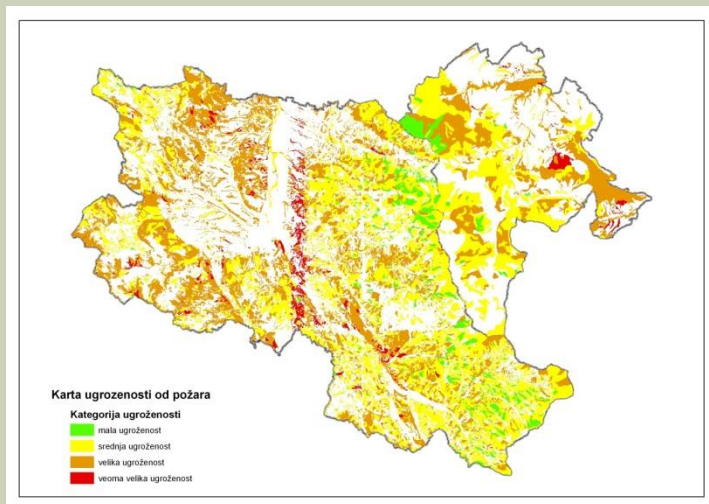 Karta ugrozenosti od požara
Kategorija ugroženosti
mala ugroženost
srednja ugroženost
velika ugroženost
veoma velika ugroženost